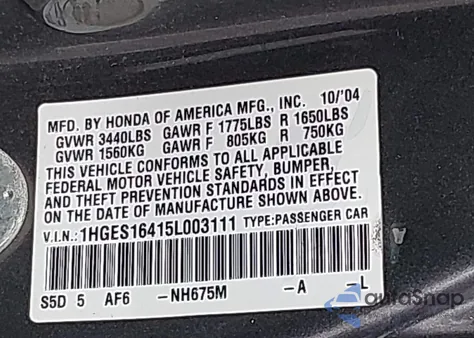 MFD. BY HONDA OF AMERICA MFG., INC. 10/'04
GVWR 3440LBS GAWR F 1775LBS R 1650LBS
GVWR 1560KG GAWR F 805KG R 750KG
THIS VEHICLE CONFORMS TO ALL APPLICABLE
FEDERAL MOTOR VEHICLE SAFETY, BUMPER,
AND THEFT PREVENTION STANDARDS IN EFFECT
ON THE DATE OF MANUFACTURE SHOWN ABOVE.
V.I.N.: 1HGES16415L003111 TYPE:PASSENGER CAR
S5D 5 AF6 -NH675M -A -L
autoSnap